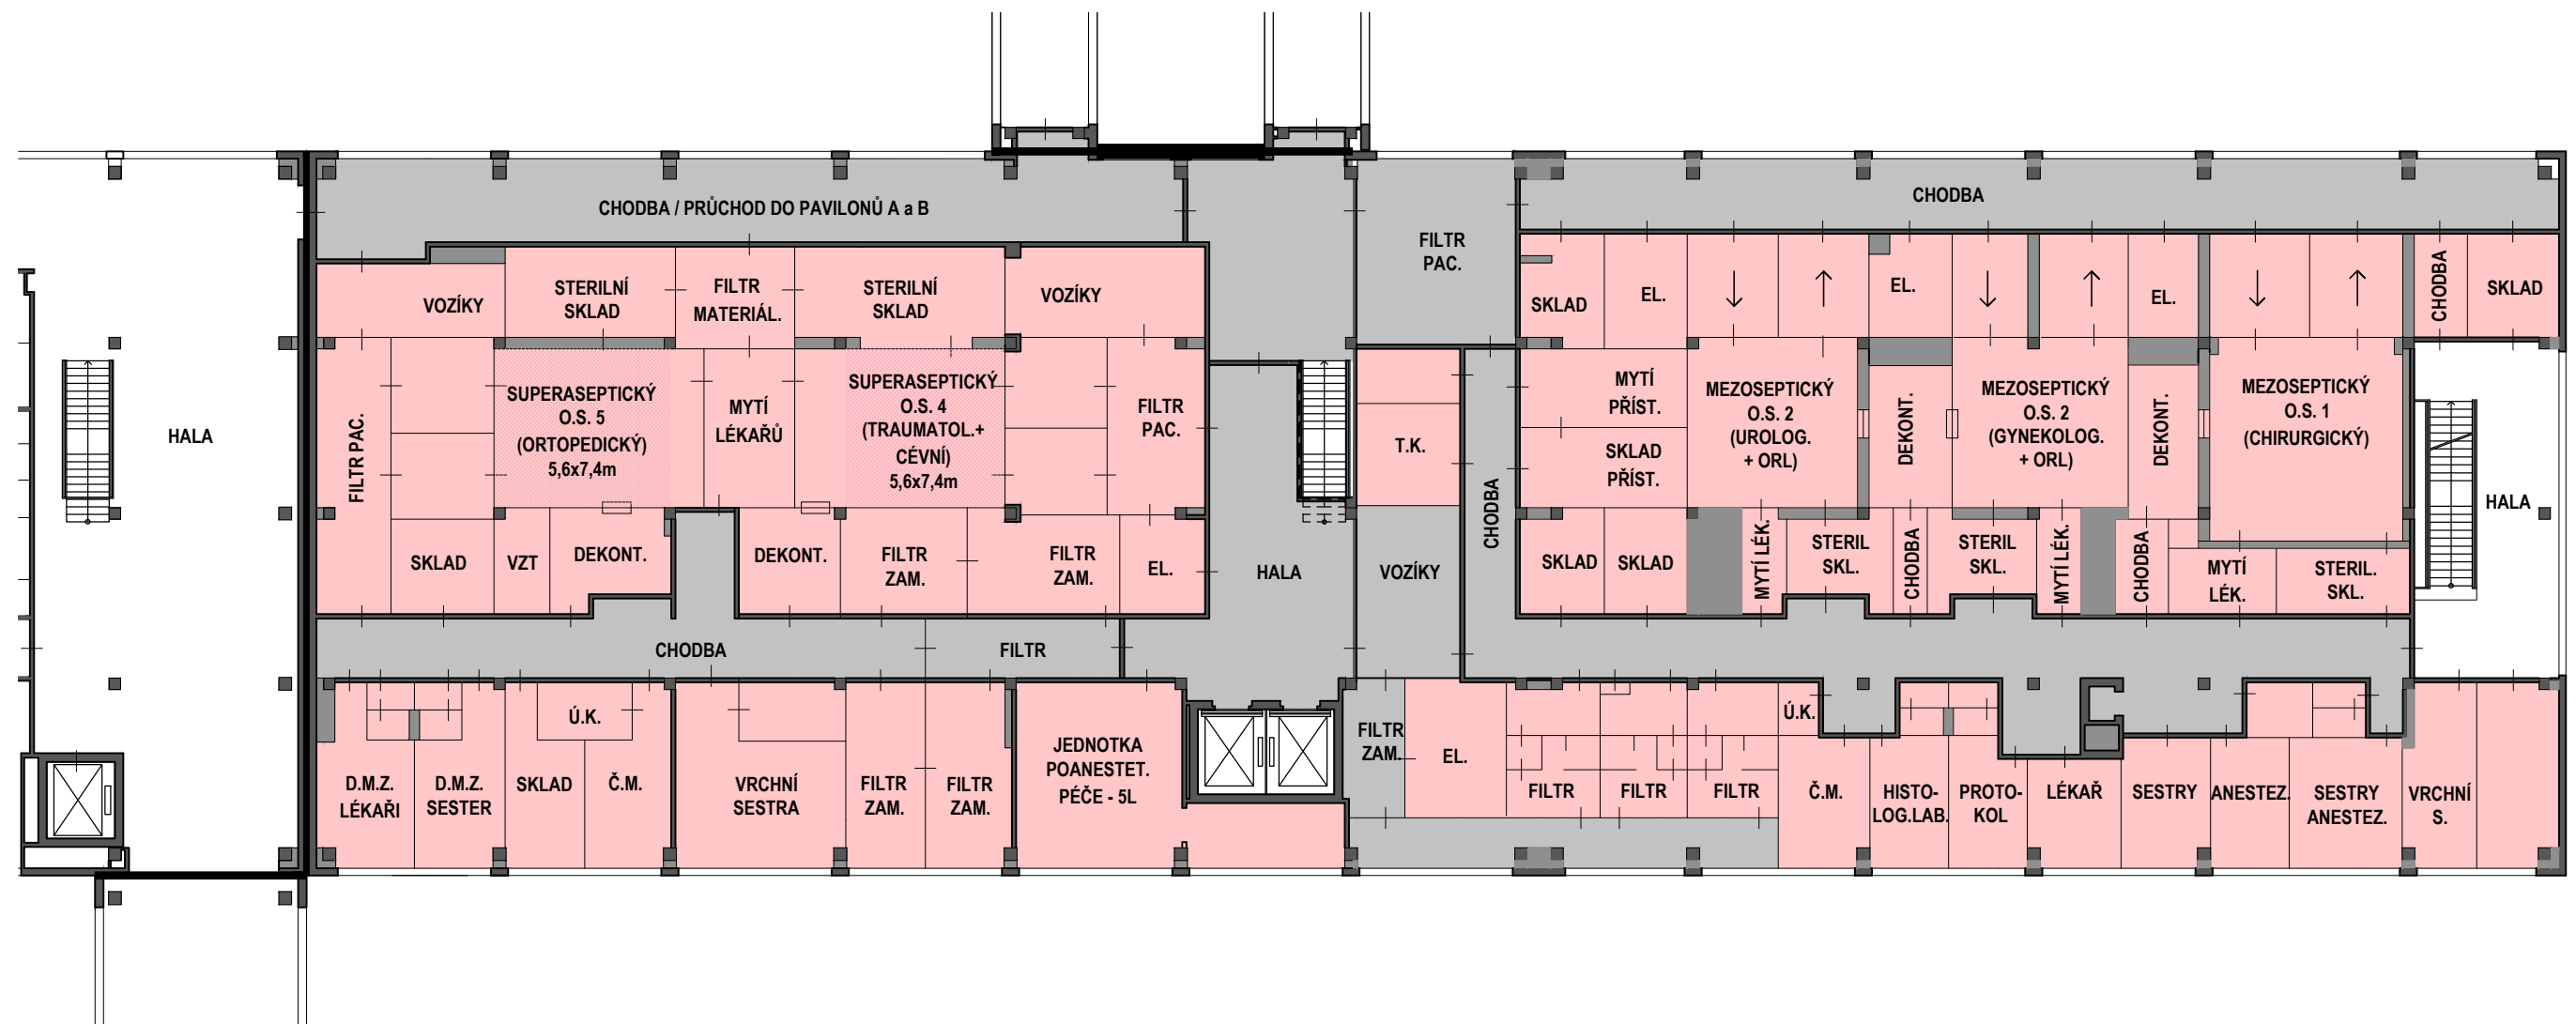 CHODBA / PRŮCHOD DO PAVILONŮ A a B
CHODBA
FILTR
PAC.
VOZÍKY
STERILNÍ
SKLAD
FILTR
MATERIÁL.
STERILNÍ
SKLAD
VOZÍKY
SKLAD
EL.
EL.
EL.
CHODBA
SKLAD
HALA
FILTR PAC.
SUPERASEPTICKÝ
O.S. 5
(ORTOPEDICKÝ)
5,6x7,4m
MYTÍ
LÉKAŘŮ
SUPERASEPTICKÝ
O.S. 4
(TRAUMATOL.+
CÉVNÍ)
5,6x7,4m
FILTR
PAC.
T.K.
CHODBA
MYTÍ
PŘÍST.
SKLAD
PŘÍST.
MEZOSEPTICKÝ
O.S. 2
(UROLOG.
+ ORL)
DEKONT.
MEZOSEPTICKÝ
O.S. 2
(GYNEKOLOG.
+ ORL)
DEKONT.
MEZOSEPTICKÝ
O.S. 1
(CHIRURGICKÝ)
HALA
SKLAD
VZT
DEKONT.
DEKONT.
FILTR
ZAM.
FILTR
ZAM.
EL.
HALA
VOZÍKY
SKLAD
SKLAD
MYTÍ LÉK.
STERIL
SKL.
CHODBA
STERIL
SKL.
MYTÍ LÉK.
CHODBA
MYTÍ
LÉK.
STERIL.
SKL.
CHODBA
FILTR
D.M.Z.
LÉKAŘI
D.M.Z.
SESTER
Ú.K.
SKLAD
Č.M.
VRCHNÍ
SESTRA
FILTR
ZAM.
FILTR
ZAM.
JEDNOTKA
POANESTET.
PÉČE - 5L
FILTR
ZAM.
EL.
FILTR
FILTR
FILTR
Ú.K.
Č.M.
HISTO-
LOG.LAB.
PROTO-
KOL
LÉKAŘ
SESTRY
ANESTEZ.
SESTRY
ANESTEZ.
VRCHNÍ
S.